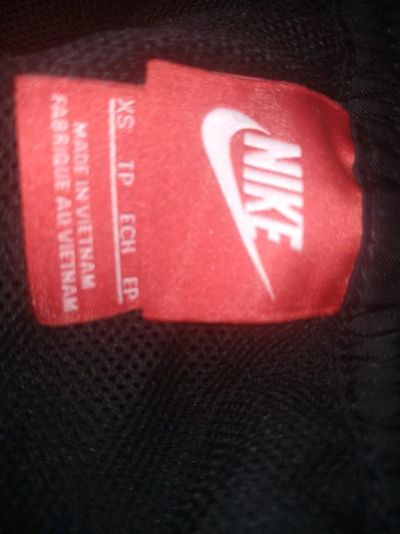 NIKE
XS TP ECH EP
MADE IN VIETNAM
FABRIQUE AU VIETNAM